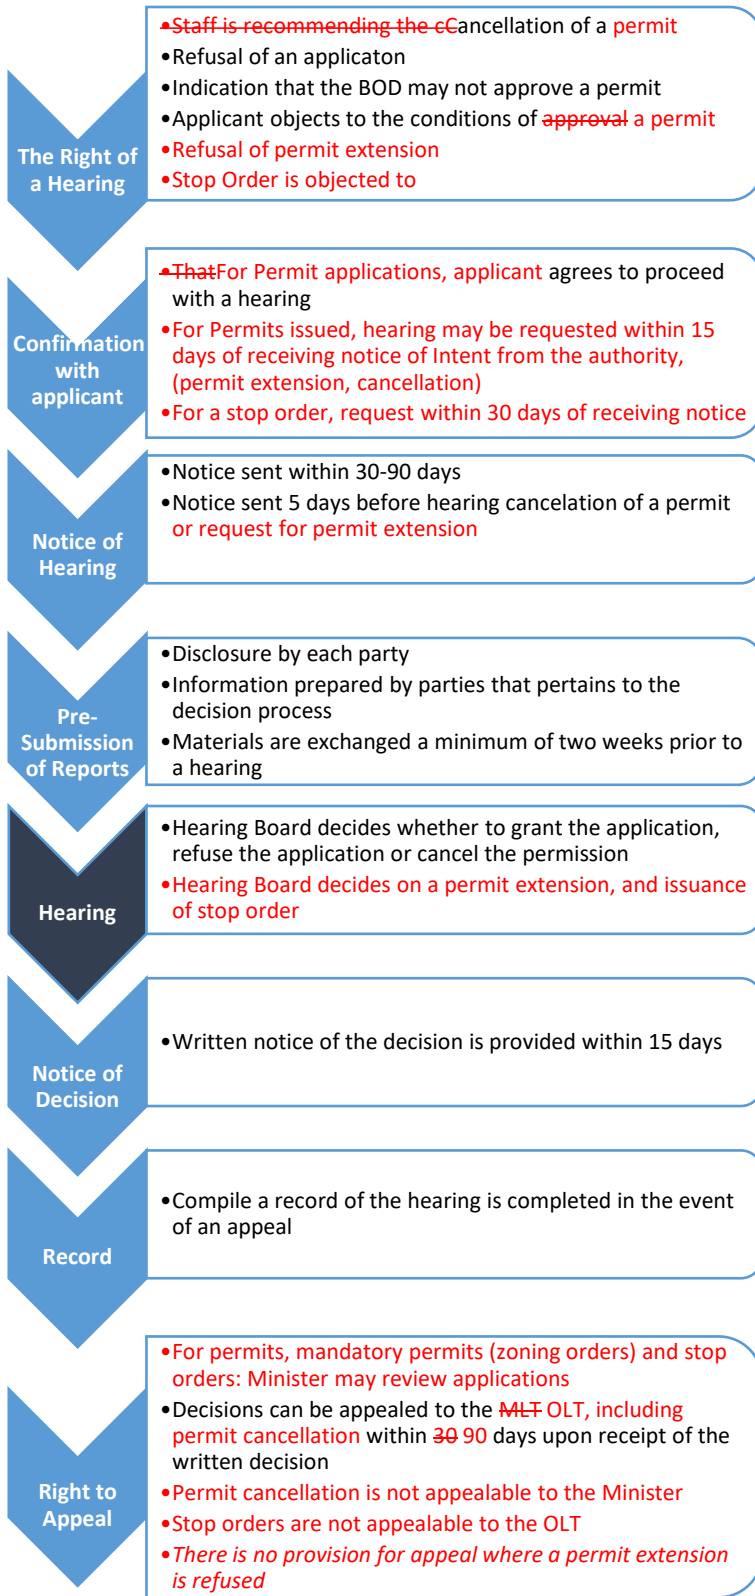 •Staff is recommending the cCancellation of a permit
•Refusal of an applicaton
•Indication that the BOD may not approve a permit
•Applicant objects to the conditions of approval a permit
•Refusal of permit extension
•Stop Order is objected to
The Right of
a Hearing
•ThatFor Permit applications, applicant agrees to proceed
with a hearing
•For Permits issued, hearing may be requested within 15
days of receiving notice of Intent from the authority,
(permit extension, cancellation)
•For a stop order, request within 30 days of receiving notice
Confirmation
with
applicant
•Notice sent within 30-90 days
•Notice sent 5 days before hearing cancelation of a permit
or request for permit extension
Notice of
Hearing
•Disclosure by each party
•Information prepared by parties that pertains to the
decision process
•Materials are exchanged a minimum of two weeks prior to
a hearing
Pre-
Submission
of Reports
•Hearing Board decides whether to grant the application,
refuse the application or cancel the permission
•Hearing Board decides on a permit extension, and issuance
of stop order
Hearing
•Written notice of the decision is provided within 15 days
Notice of
Decision
•Compile a record of the hearing is completed in the event
of an appeal
Record
•For permits, mandatory permits (zoning orders) and stop
orders: Minister may review applications
•Decisions can be appealed to the MLT OLT, including
permit cancellation within 30 90 days upon receipt of the
written decision
•Permit cancellation is not appealable to the Minister
•Stop orders are not appealable to the OLT
•There is no provision for appeal where a permit extension
is refused
Right to
Appeal